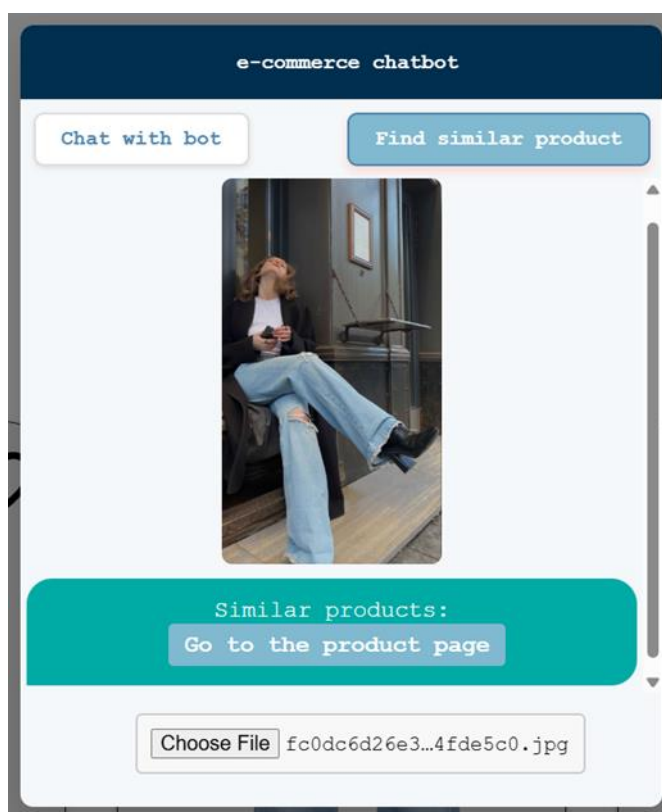 e-commerce chatbot
Chat with bot
Find similar product
Similar products:
Go to the product page
Choose File fc0dc6d26e3…4fde5c0.jpg